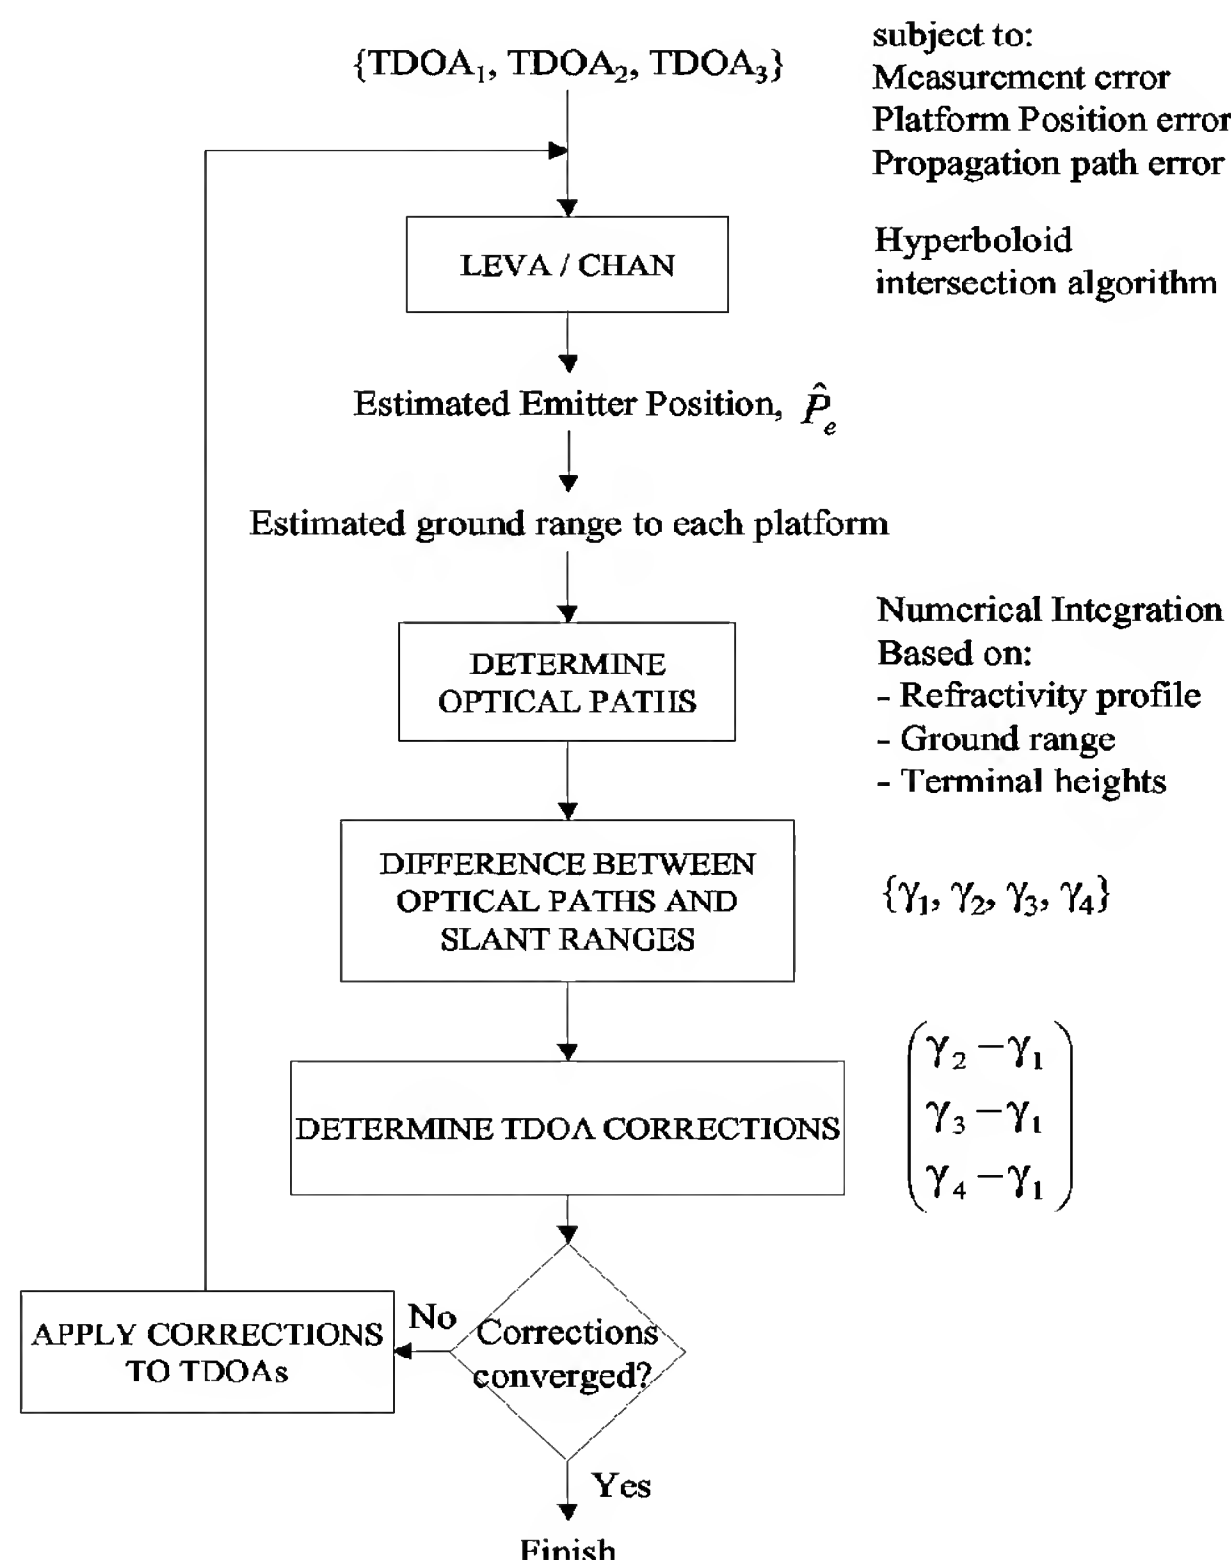 {TDOA₁, TDOA₂, TDOA₃}
subject to:
Measurement error
Platform Position error
Propagation path error
LEVA / CHAN
Hyperboloid
intersection algorithm
Estimated Emitter Position, P̂ₑ
Estimated ground range to each platform
DETERMINE
OPTICAL PATHS
Numerical Integration
Based on:
- Refractivity profile
- Ground range
- Terminal heights
DIFFERENCE BETWEEN
OPTICAL PATHS AND
SLANT RANGES
{γ₁, γ₂, γ₃, γ₄}
DETERMINE TDOA CORRECTIONS
γ₂ − γ₁
γ₃ − γ₁
γ₄ − γ₁
APPLY CORRECTIONS
TO TDOAs
No
Corrections
converged?
Yes
Finish